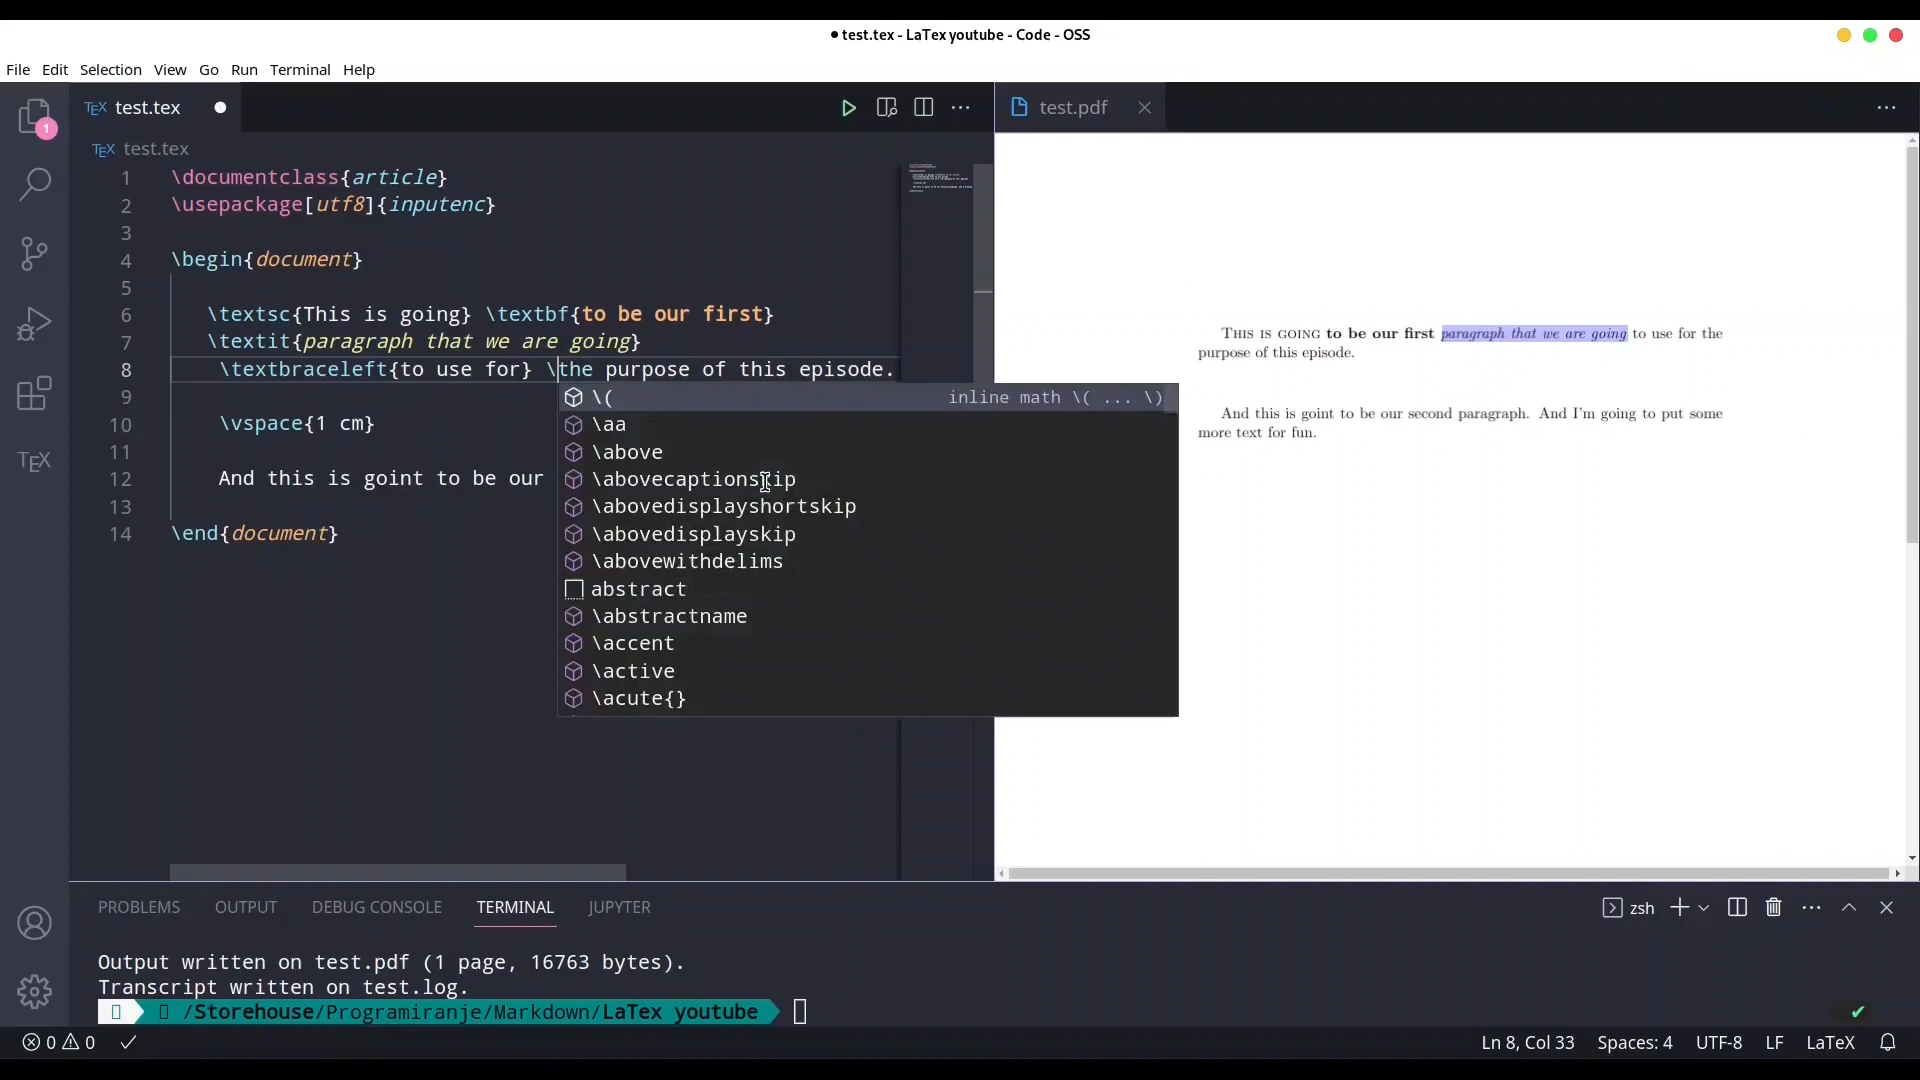 test.tex - LaTex youtube - Code - OSS
File Edit Selection View Go Run Terminal Help
1
TEX test.tex
test.pdf
TEX test.tex
1 \documentclass{article}
2 \usepackage[utf8]{inputenc}
3
4 \begin{document}
5
6 \textsc{This is going} \textbf{to be our first}
7 \textit{paragraph that we are going}
8 \textbraceleft{to use for} \the purpose of this episode.
9
10 \vspace{1 cm}
11
12 And this is goint to be our
13
14 \end{document}
\( inline math \( ... \)
\aa
\above
\abovecaptionskip
\abovedisplayshortskip
\abovedisplayskip
\abovewithdelims
abstract
\abstractname
\accent
\active
\acute{}
TEX
THIS IS GOING to be our first paragraph that we are going to use for the
purpose of this episode.
And this is goint to be our second paragraph. And I'm going to put some
more text for fun.
PROBLEMS OUTPUT DEBUG CONSOLE TERMINAL JUPYTER
zsh
Output written on test.pdf (1 page, 16763 bytes).
Transcript written on test.log.
/Storehouse/Programiranje/Markdown/LaTex youtube
0 0
Ln 8, Col 33 Spaces: 4 UTF-8 LF LaTeX